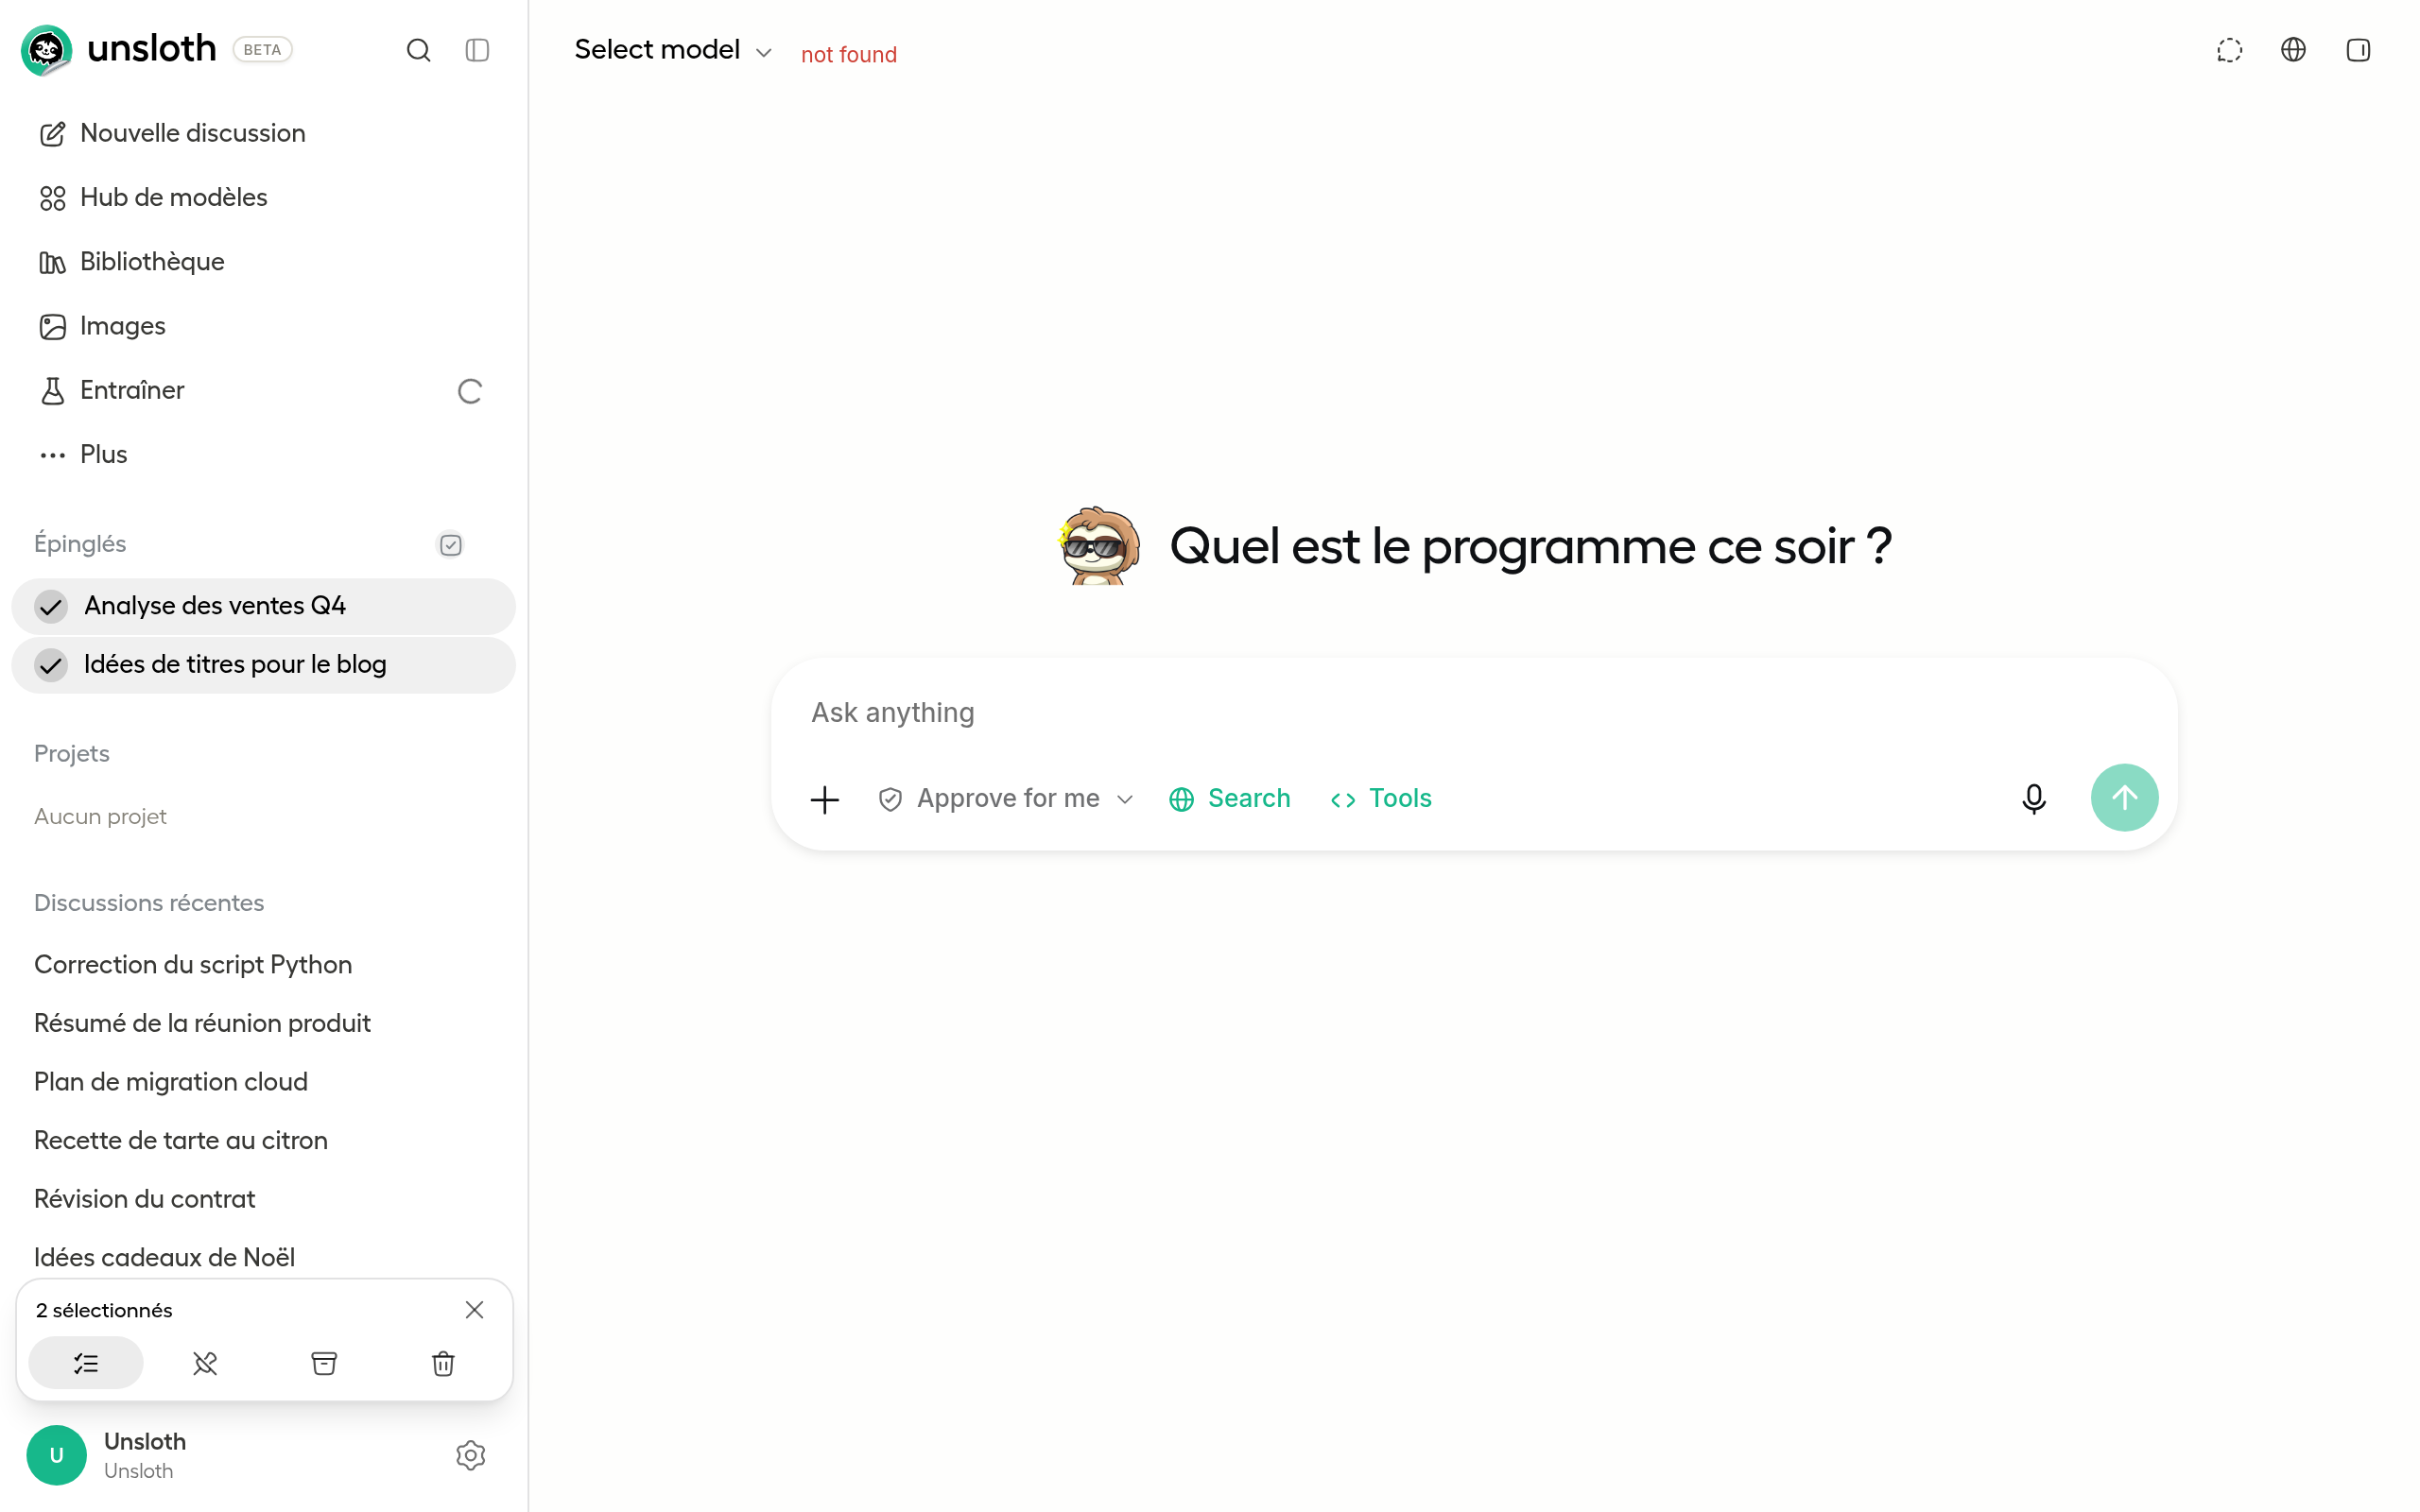 unsloth BETA
Select model
not found
Nouvelle discussion
Hub de modèles
Bibliothèque
Images
Entraîner
Plus
Épinglés
Analyse des ventes Q4
Idées de titres pour le blog
Projets
Aucun projet
Discussions récentes
Correction du script Python
Résumé de la réunion produit
Plan de migration cloud
Recette de tarte au citron
Révision du contrat
Idées cadeaux de Noël
2 sélectionnés
U
Unsloth
Unsloth
Quel est le programme ce soir ?
Ask anything
Approve for me
Search
Tools